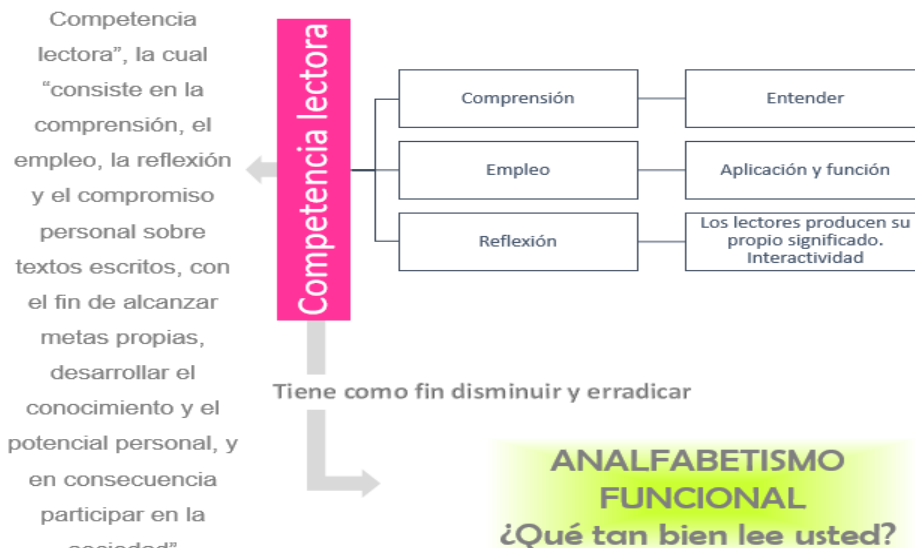 Competencia
lectora”, la cual
“consiste en la
comprensión, el
empleo, la reflexión
y el compromiso
personal sobre
textos escritos, con
el fin de alcanzar
metas propias,
desarrollar el
conocimiento y el
potencial personal, y
en consecuencia
participar en la
sociedad”
Competencia lectora
Comprensión
Entender
Empleo
Aplicación y función
Reflexión
Los lectores producen su
propio significado.
Interactividad
Tiene como fin disminuir y erradicar
ANALFABETISMO
FUNCIONAL
¿Qué tan bien lee usted?